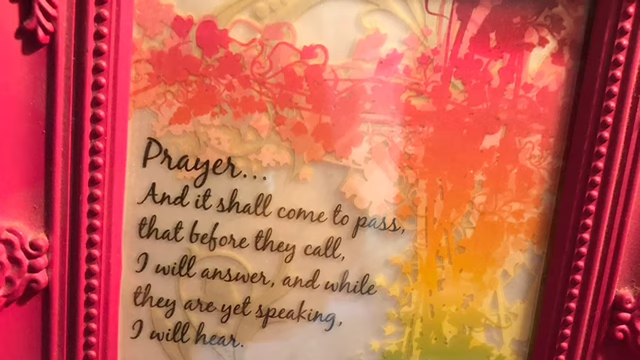 Prayer...
And it shall come to pass,
that before they call,
I will answer, and while
they are yet speaking,
I will hear.